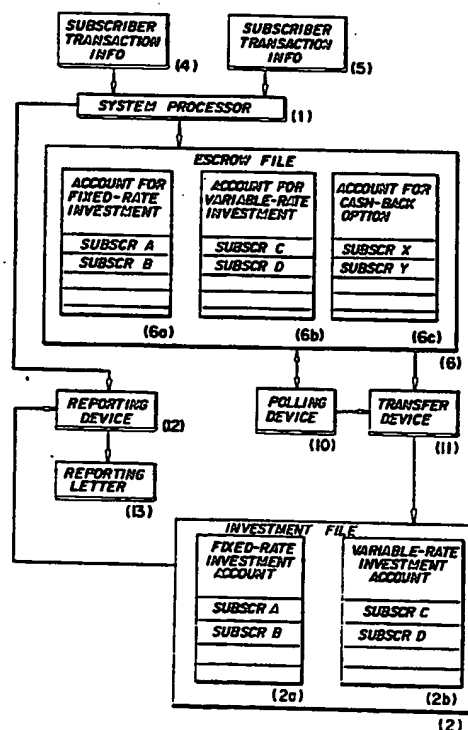 SUBSCRIBER
TRANSACTION
INFO
(4)
SUBSCRIBER
TRANSACTION
INFO
(5)
SYSTEM PROCESSOR
(1)
ESCROW FILE
ACCOUNT FOR
FIXED-RATE
INVESTMENT
SUBSCR A
SUBSCR B
(6a)
ACCOUNT FOR
VARIABLE-RATE
INVESTMENT
SUBSCR C
SUBSCR D
(6b)
ACCOUNT FOR
CASH-BACK
OPTION
SUBSCR X
SUBSCR Y
(6c)
(6)
REPORTING
DEVICE
(12)
POLLING
DEVICE
(10)
TRANSFER
DEVICE
(11)
REPORTING
LETTER
(13)
INVESTMENT FILE
FIXED-RATE
INVESTMENT
ACCOUNT
SUBSCR A
SUBSCR B
(2a)
VARIABLE-RATE
INVESTMENT
ACCOUNT
SUBSCR C
SUBSCR D
(2b)
(2)